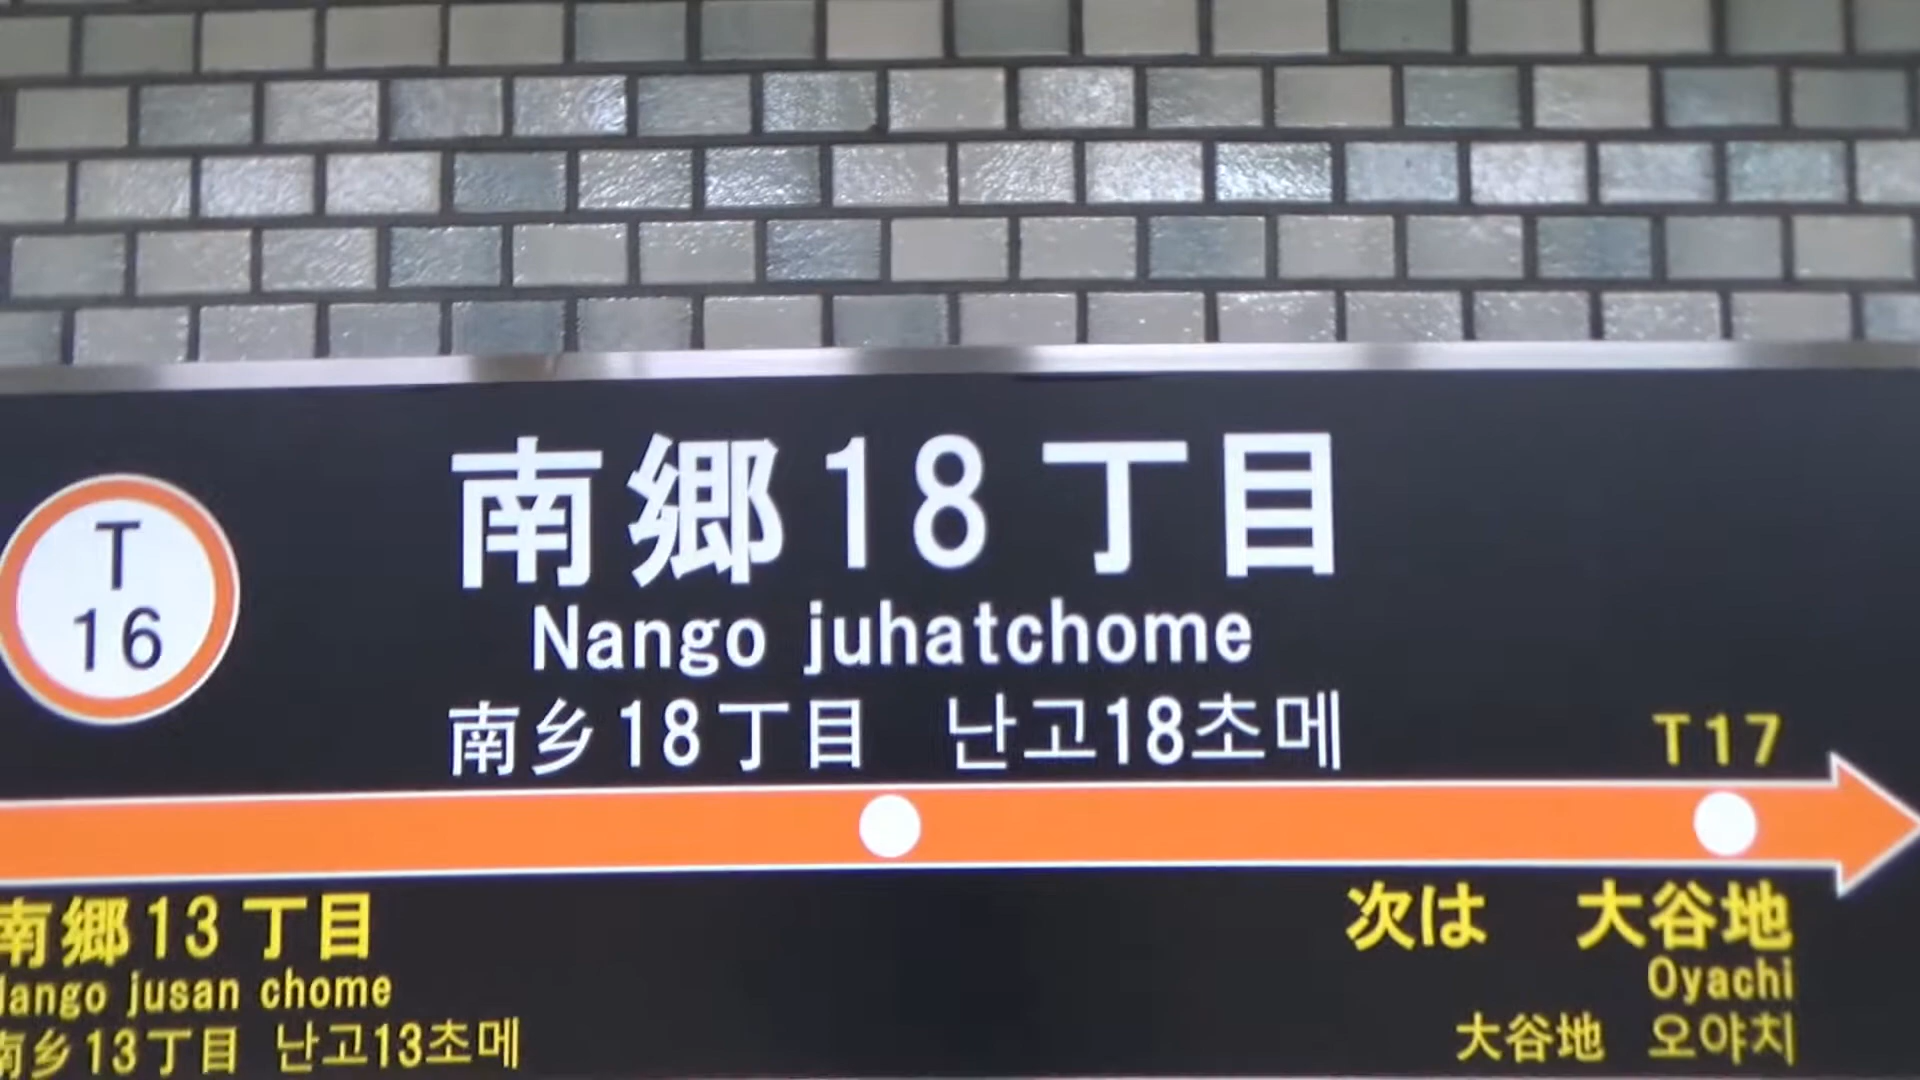 T
16
南郷18丁目
Nango juhatchome
南乡18丁目 난고18초메
T17
南郷13丁目
Nango jusan chome
南乡13丁目 난고13초메
次は 大谷地
Oyachi
大谷地 오야치